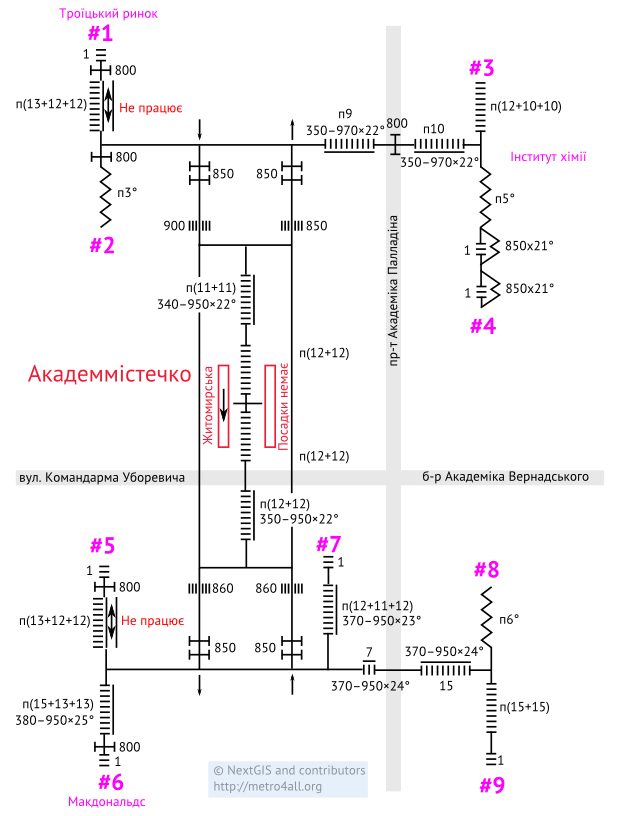 Троїцький ринок
#1
1
800
п(13+12+12)
Не працює
800
п3°
#2
850
850
900
850
п9
350–970×22°
800
п10
350–970×22°
#3
п(12+10+10)
Інститут хімії
п5°
1
850x21°
1
850x21°
#4
п(11+11)
340–950×22°
п(12+12)
Академмістечко
Житомирська
Посадки немає
пр-т Академіка Палладіна
п(12+12)
вул. Командарма Уборевича
б-р Академіка Вернадського
п(12+12)
350–950×22°
#5
1
800
п(13+12+12)
Не працює
860
860
850
850
#7
1
п(12+11+12)
370–950×23°
7
370–950×24°
370–950×24°
15
#8
п6°
п(15+15)
1
#9
п(15+13+13)
380–950×25°
800
1
#6
Макдональдс
© NextGIS and contributors
http://metro4all.org